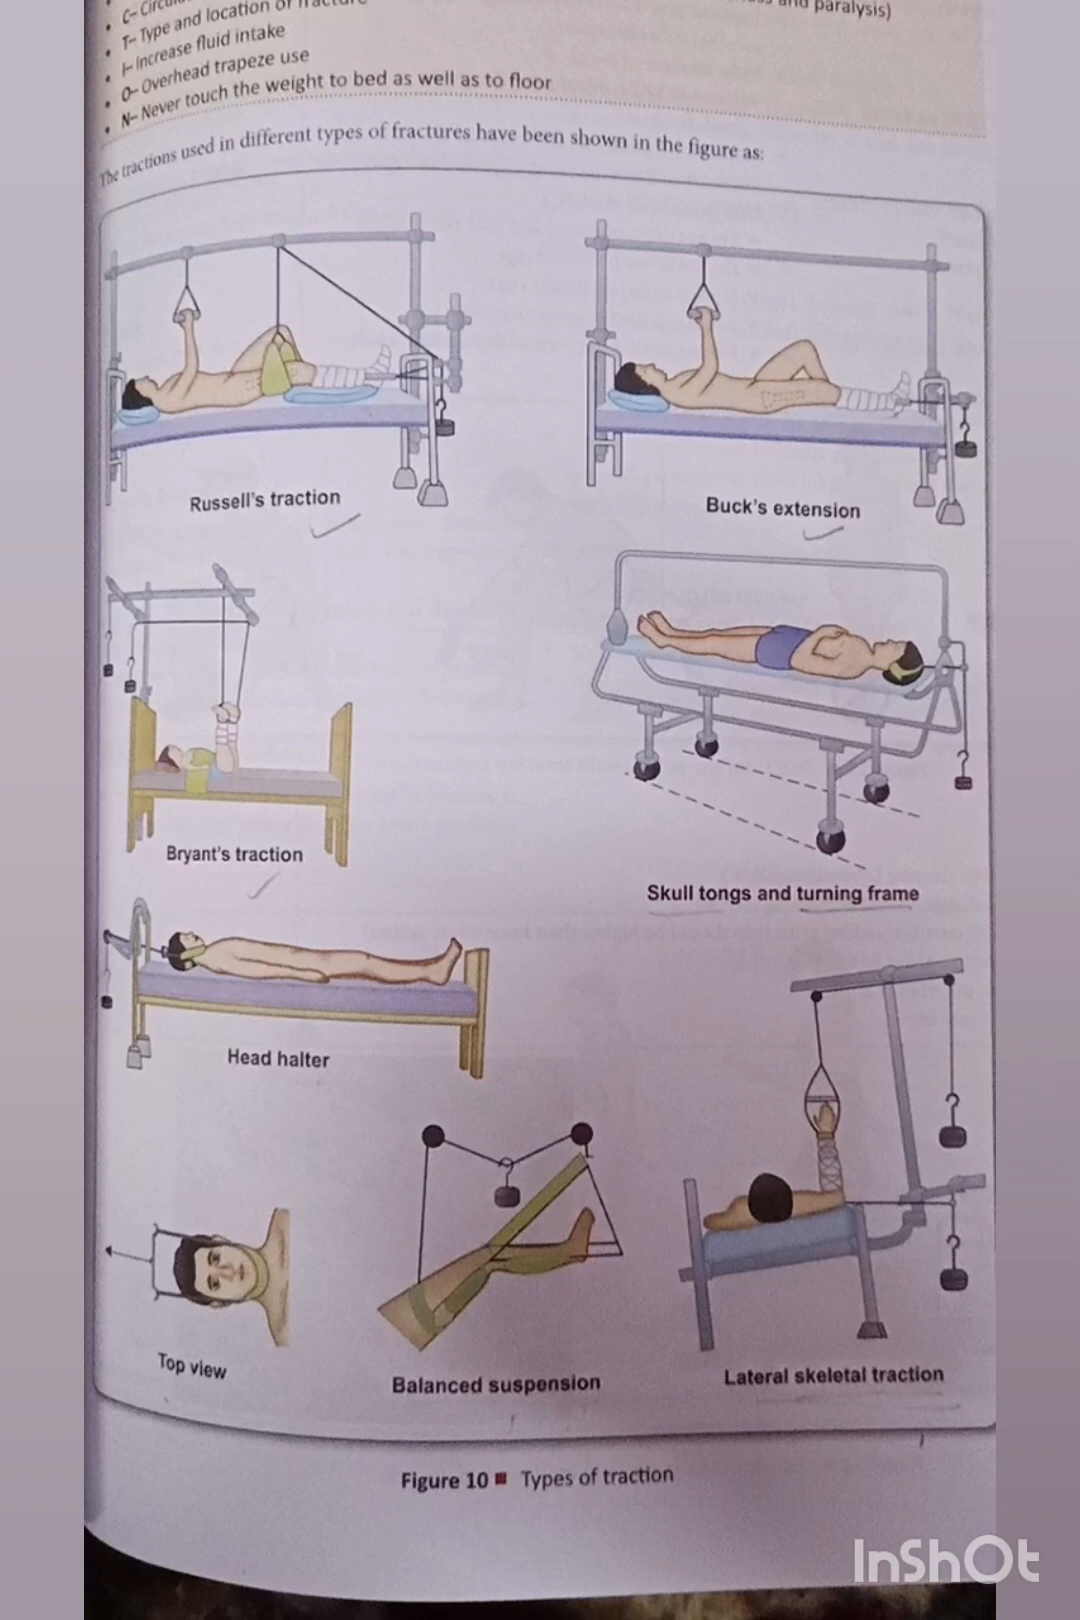 C–
and paralysis)
T– Type and location of
I– Increase fluid intake
O– Overhead trapeze use
N– Never touch the weight to bed as well as to floor
The tractions used in different types of fractures have been shown in the figure as:
Russell's traction
Buck's extension
Bryant's traction
Skull tongs and turning frame
Head halter
Top view
Balanced suspension
Lateral skeletal traction
Figure 10 ■ Types of traction
InShOt